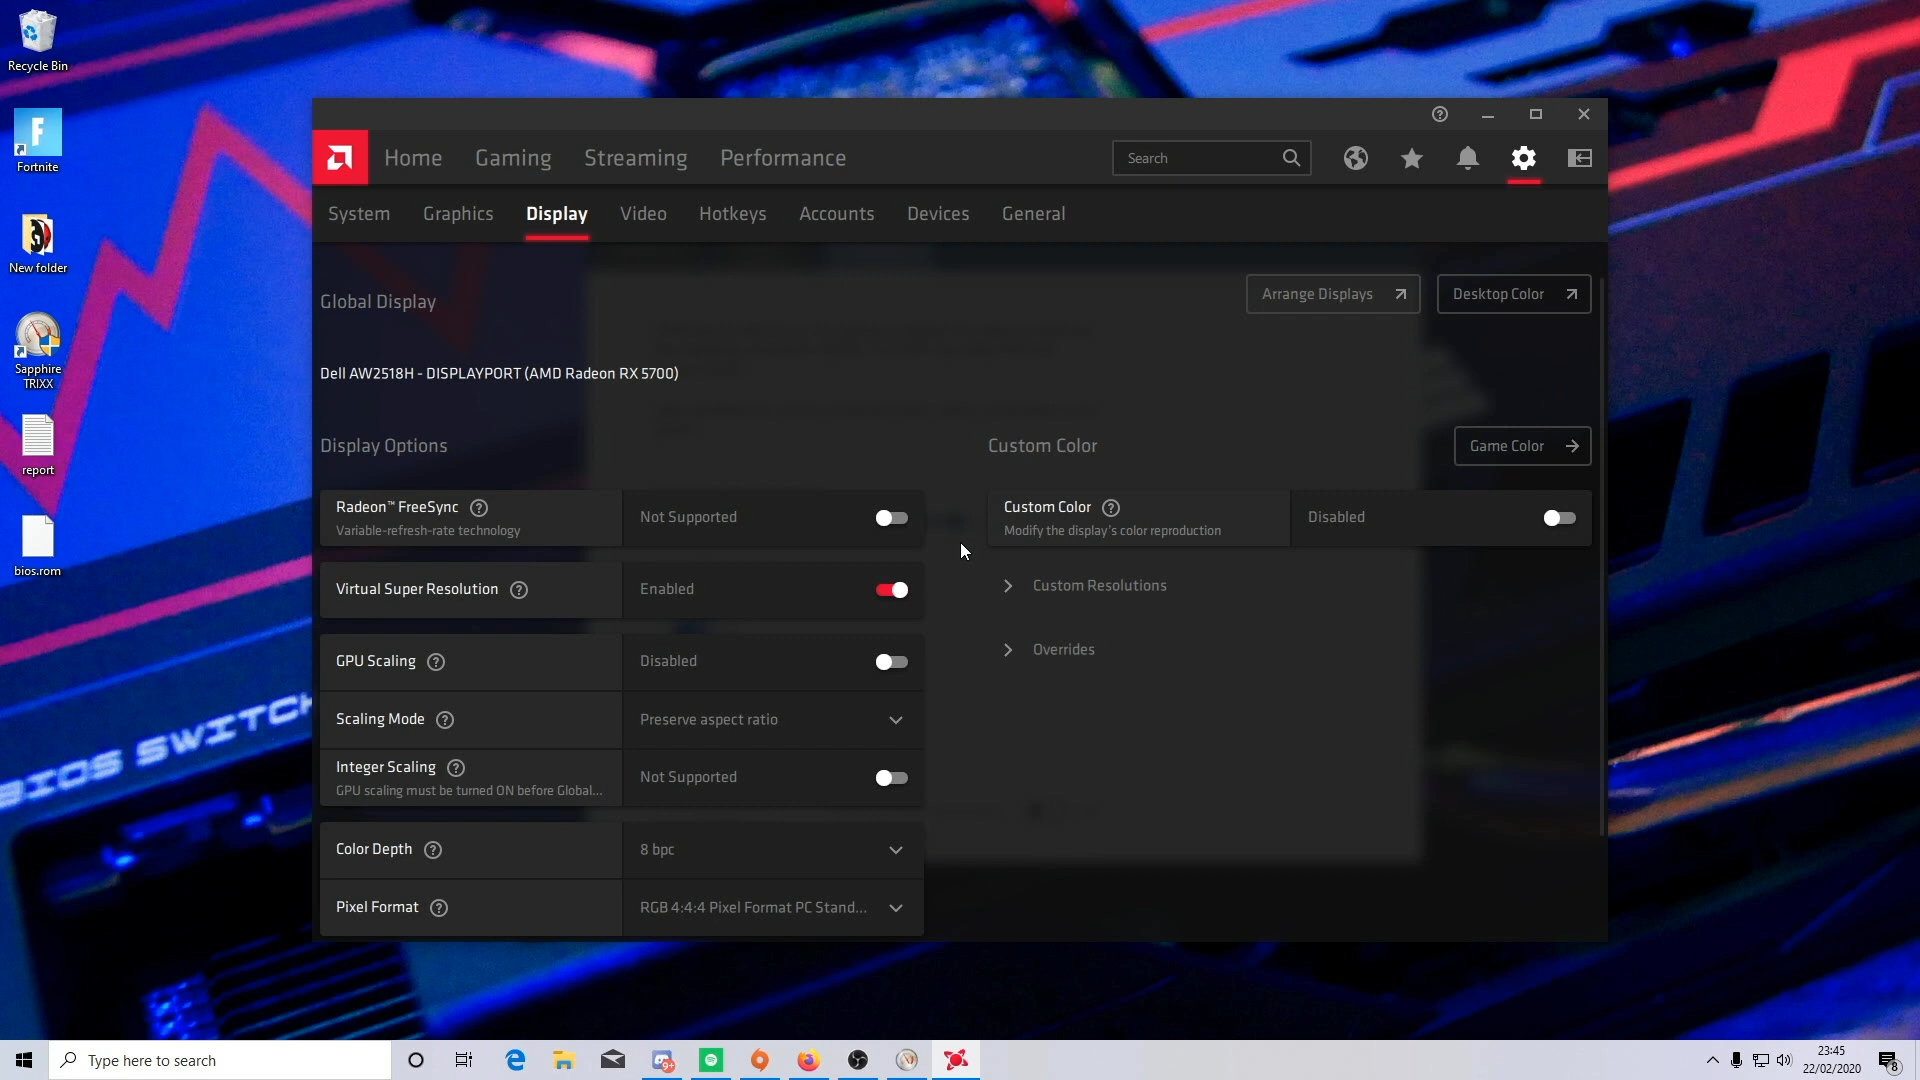 Recycle Bin
Fortnite
New folder
Sapphire
TRIXX
report
bios.rom
BIOS SWITCH
Home
Gaming
Streaming
Performance
Search
System
Graphics
Display
Video
Hotkeys
Accounts
Devices
General
Global Display
Arrange Displays
Desktop Color
Dell AW2518H - DISPLAYPORT (AMD Radeon RX 5700)
Display Options
Radeon™ FreeSync
Variable-refresh-rate technology
Not Supported
Virtual Super Resolution
Enabled
GPU Scaling
Disabled
Scaling Mode
Preserve aspect ratio
Integer Scaling
GPU scaling must be turned ON before Global...
Not Supported
Color Depth
8 bpc
Pixel Format
RGB 4:4:4 Pixel Format PC Stand...
Custom Color
Game Color
Custom Color
Modify the display's color reproduction
Disabled
Custom Resolutions
Overrides
Type here to search
9+
23:45
22/02/2020
8